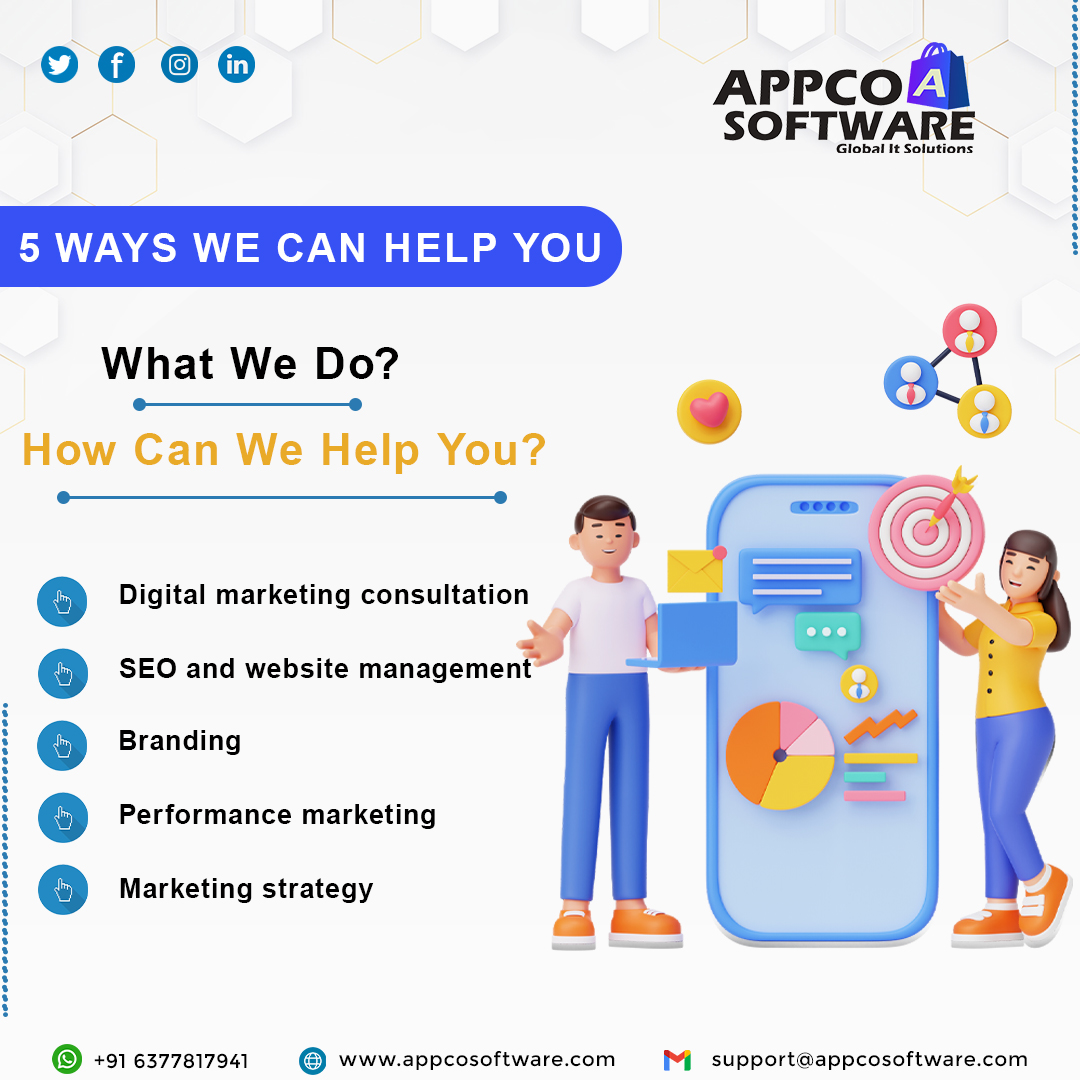 APPCO A
SOFTWARE
Global It Solutions
5 WAYS WE CAN HELP YOU
What We Do?
How Can We Help You?
Digital marketing consultation
SEO and website management
Branding
Performance marketing
Marketing strategy
+91 6377817941
www.appcosoftware.com
support@appcosoftware.com